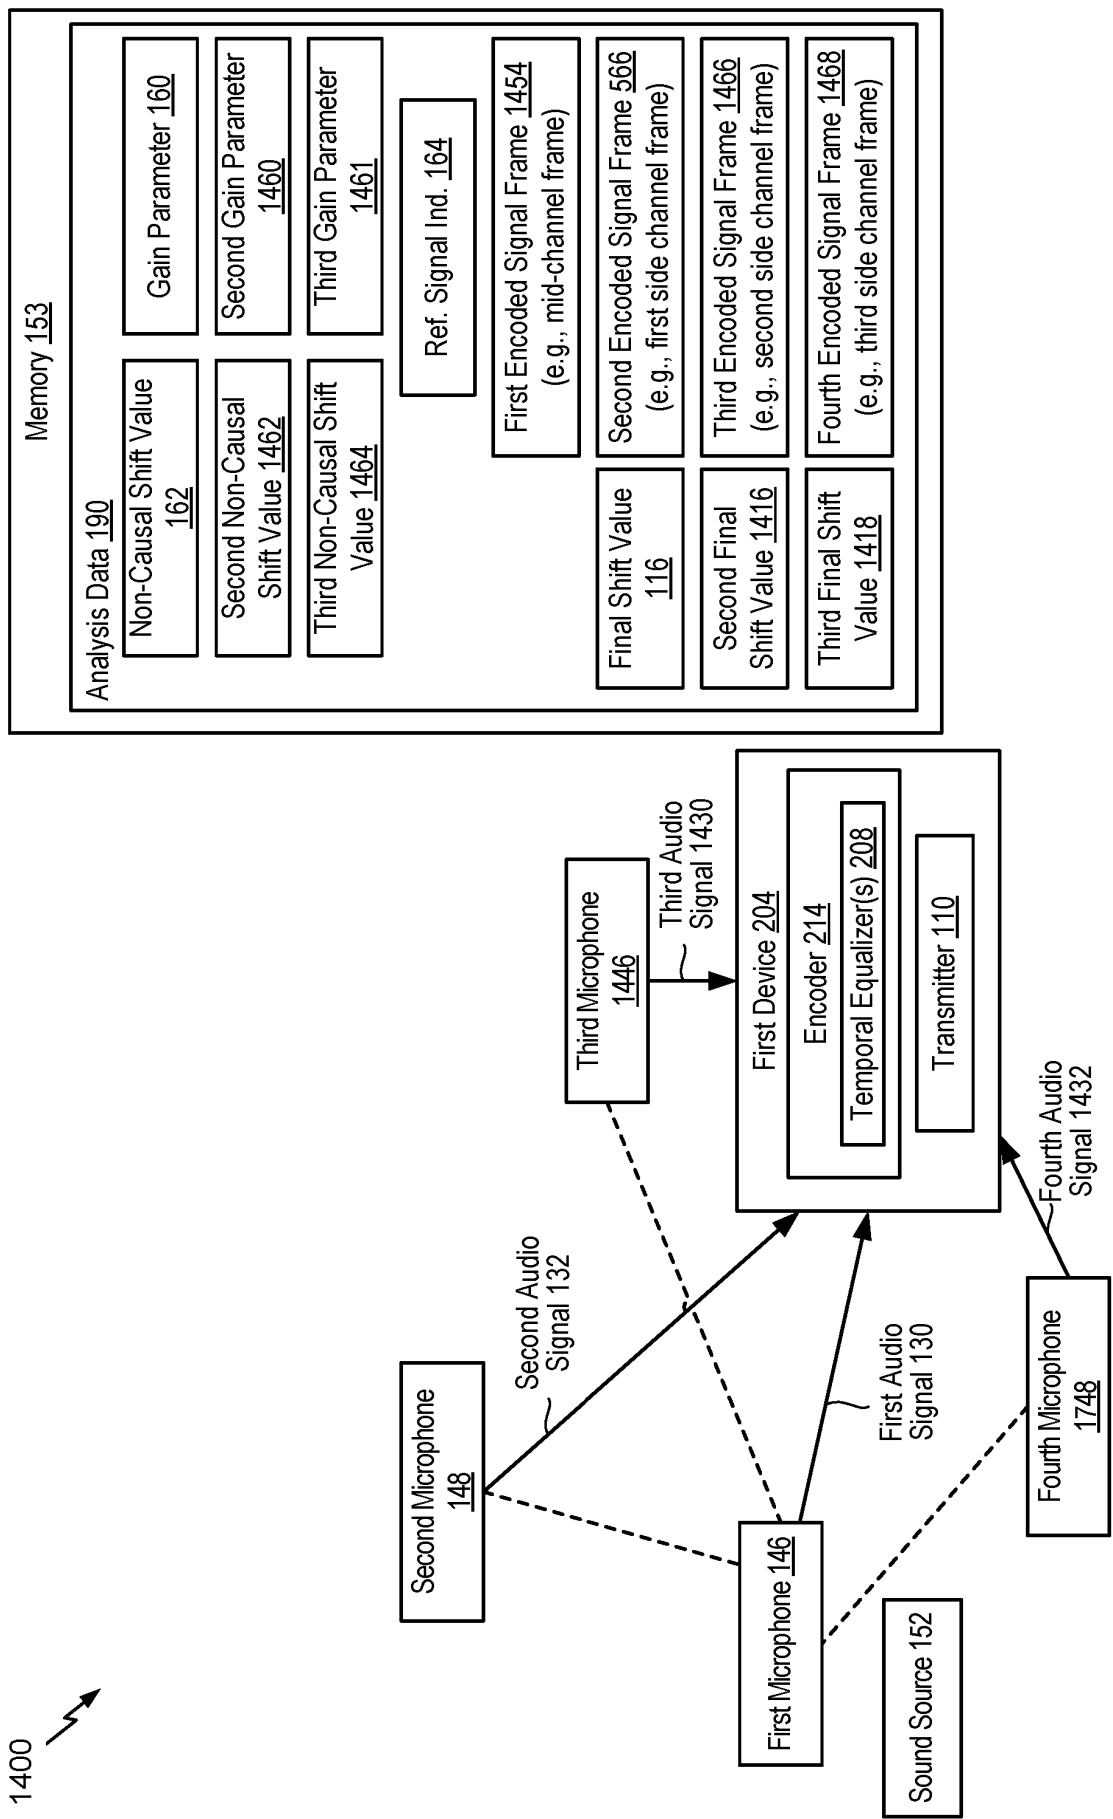 1400
Memory 153
Analysis Data 190
Non-Causal Shift Value
162
Gain Parameter 160
Second Non-Causal
Shift Value 1462
Second Gain Parameter
1460
Third Non-Causal Shift
Value 1464
Third Gain Parameter
1461
Ref. Signal Ind. 164
First Encoded Signal Frame 1454
(e.g., mid-channel frame)
Final Shift Value
116
Second Encoded Signal Frame 566
(e.g., first side channel frame)
Second Final
Shift Value 1416
Third Encoded Signal Frame 1466
(e.g., second side channel frame)
Third Final Shift
Value 1418
Fourth Encoded Signal Frame 1468
(e.g., third side channel frame)
Second Microphone
148
Second Audio
Signal 132
Third Microphone
1446
Third Audio
Signal 1430
First Device 204
Encoder 214
Temporal Equalizer(s) 208
Transmitter 110
First Microphone 146
First Audio
Signal 130
Sound Source 152
Fourth Microphone
1748
Fourth Audio
Signal 1432